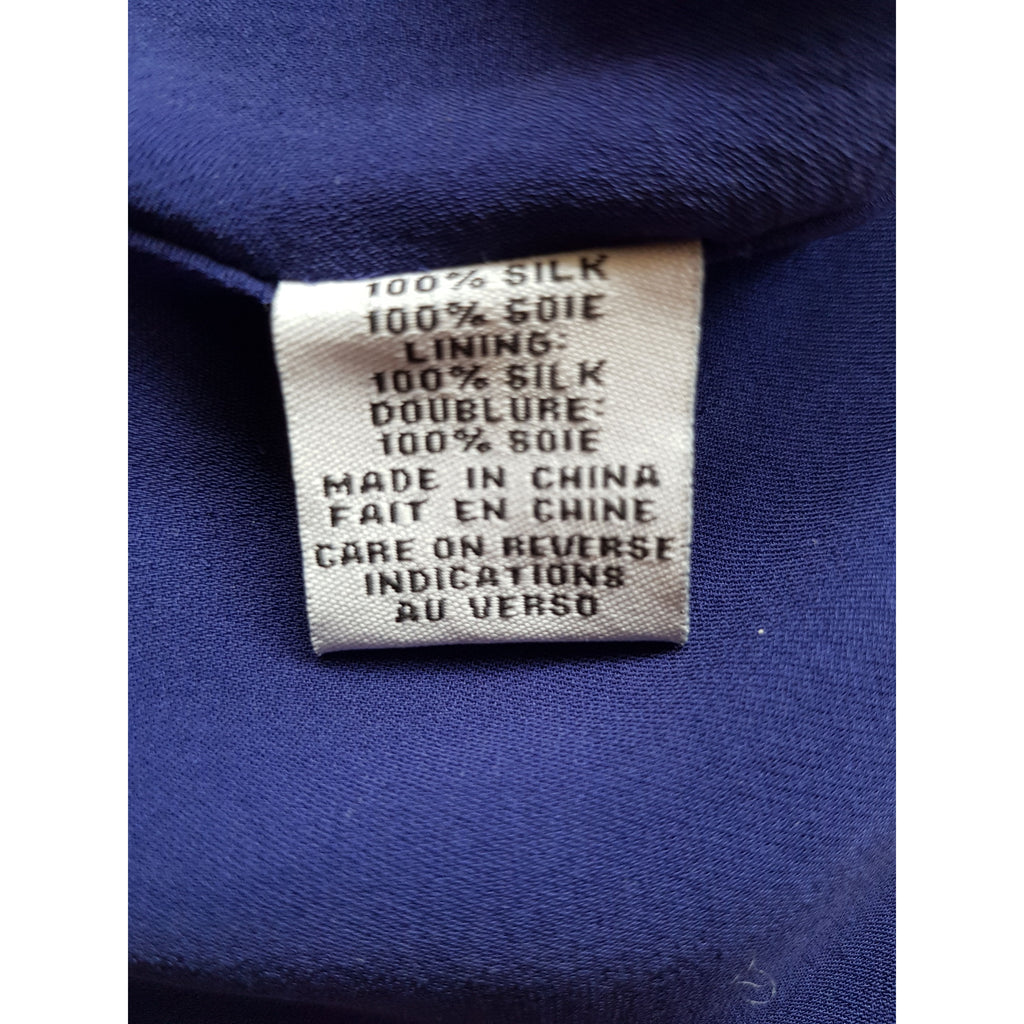 100% SILK
100% SOIE
LINING:
100% SILK
DOUBLURE:
100% SOIE
MADE IN CHINA
FAIT EN CHINE
CARE ON REVERSE
INDICATIONS
AU VERSO